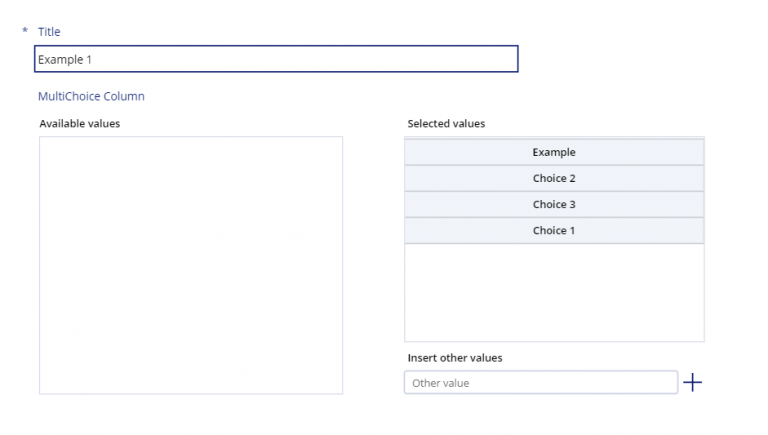 * Title
Example 1
MultiChoice Column
Available values
Selected values
Example
Choice 2
Choice 3
Choice 1
Insert other values
Other value